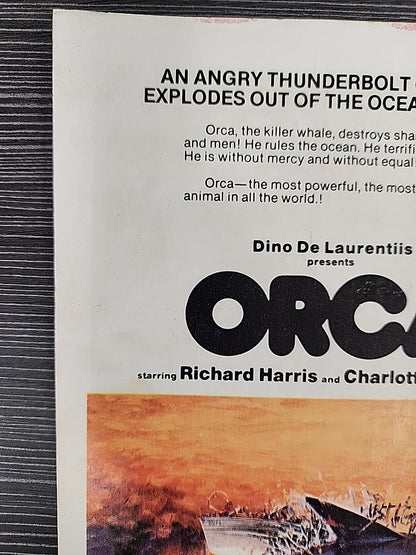 AN ANGRY THUNDERBOLT
EXPLODES OUT OF THE OCEA
Orca, the killer whale, destroys sha
and men! He rules the ocean. He terrifi
He is without mercy and without equal!
Orca—the most powerful, the most
animal in all the world.!
Dino De Laurentiis
presents
ORCA
starring Richard Harris and Charlott